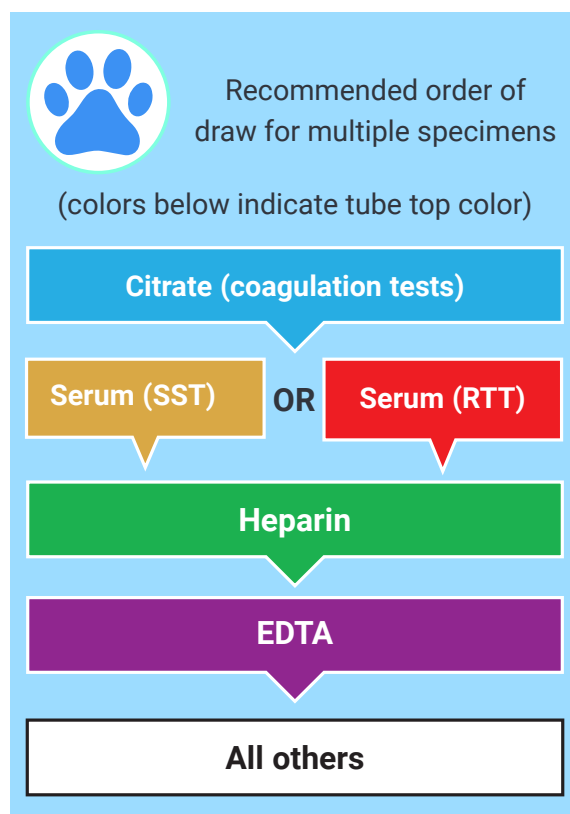 Recommended order of
draw for multiple specimens
(colors below indicate tube top color)
Citrate (coagulation tests)
Serum (SST)
OR
Serum (RTT)
Heparin
EDTA
All others